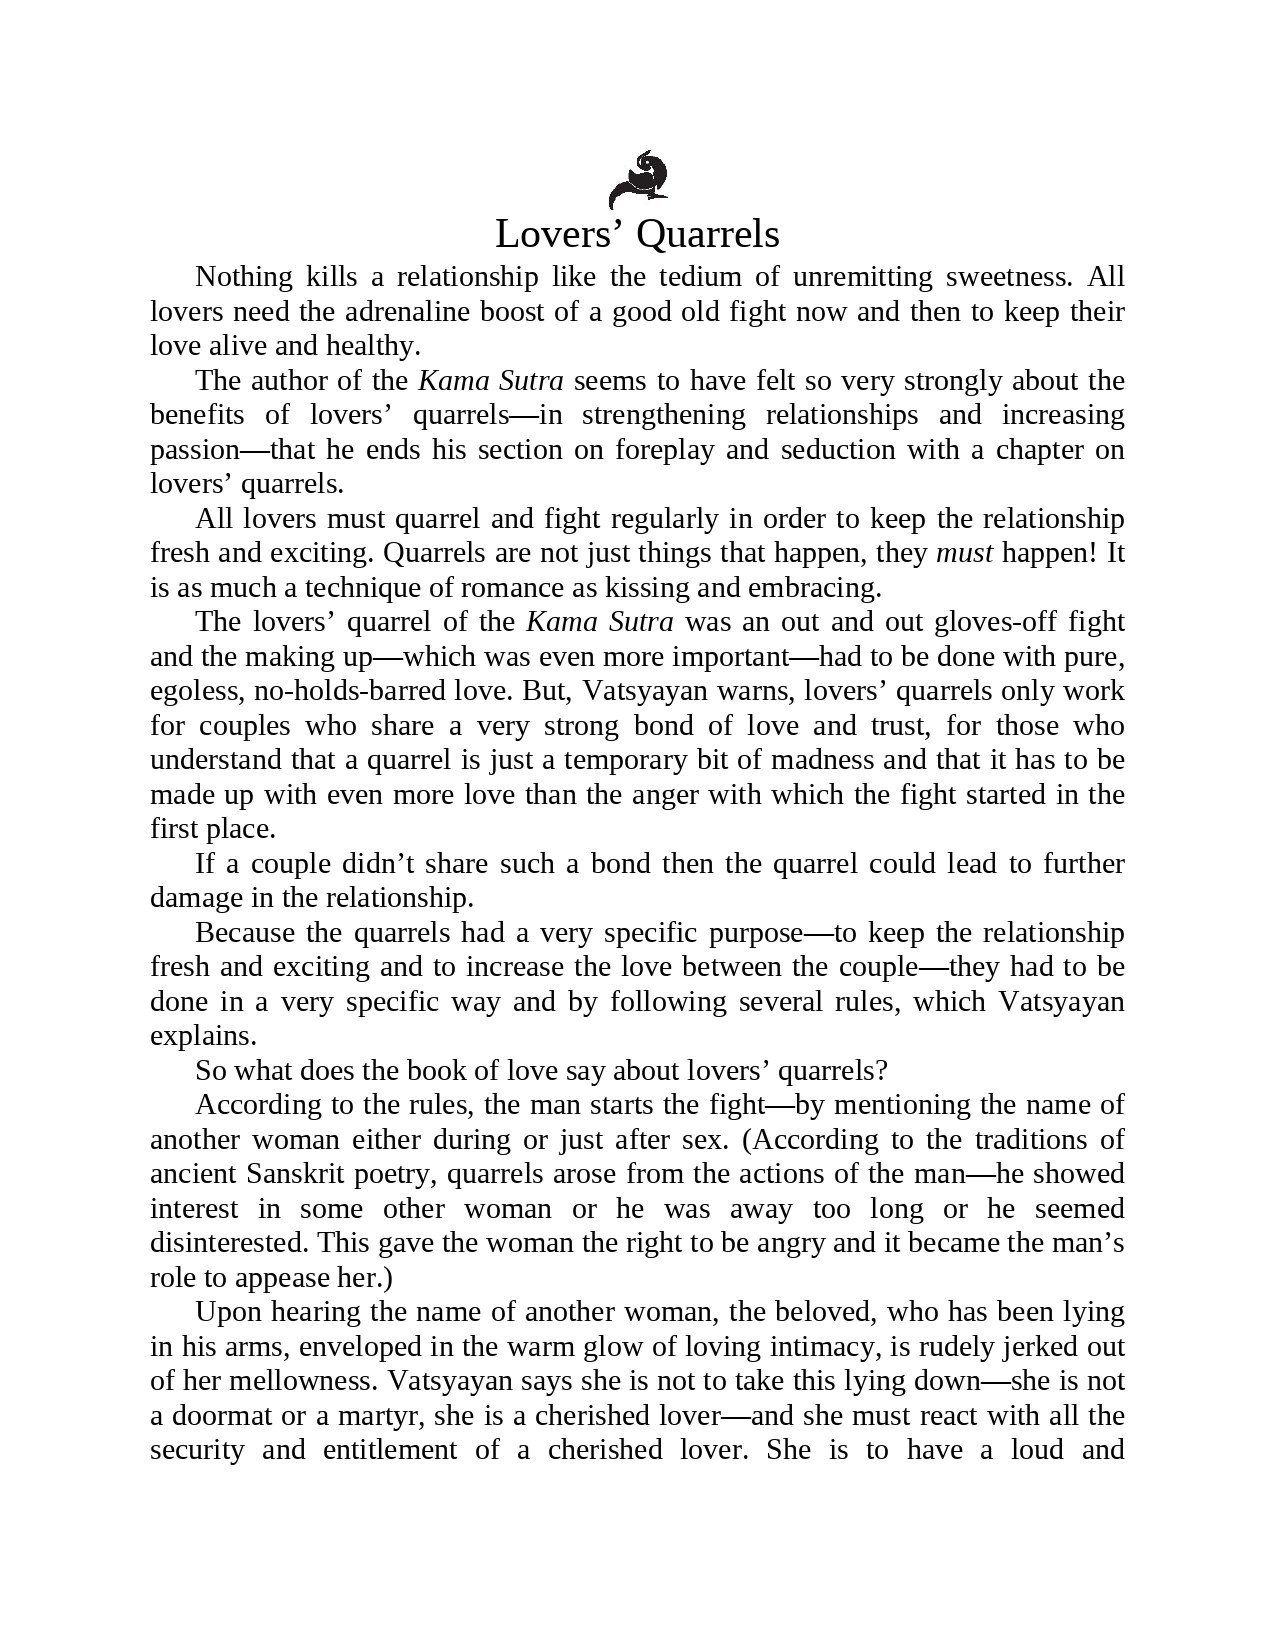 Lovers’ Quarrels
Nothing kills a relationship like the tedium of unremitting sweetness. All
lovers need the adrenaline boost of a good old fight now and then to keep their
love alive and healthy.
The author of the Kama Sutra seems to have felt so very strongly about the
benefits of lovers’ quarrels—in strengthening relationships and increasing
passion—that he ends his section on foreplay and seduction with a chapter on
lovers’ quarrels.
All lovers must quarrel and fight regularly in order to keep the relationship
fresh and exciting. Quarrels are not just things that happen, they must happen! It
is as much a technique of romance as kissing and embracing.
The lovers’ quarrel of the Kama Sutra was an out and out gloves-off fight
and the making up—which was even more important—had to be done with pure,
egoless, no-holds-barred love. But, Vatsyayan warns, lovers’ quarrels only work
for couples who share a very strong bond of love and trust, for those who
understand that a quarrel is just a temporary bit of madness and that it has to be
made up with even more love than the anger with which the fight started in the
first place.
If a couple didn’t share such a bond then the quarrel could lead to further
damage in the relationship.
Because the quarrels had a very specific purpose—to keep the relationship
fresh and exciting and to increase the love between the couple—they had to be
done in a very specific way and by following several rules, which Vatsyayan
explains.
So what does the book of love say about lovers’ quarrels?
According to the rules, the man starts the fight—by mentioning the name of
another woman either during or just after sex. (According to the traditions of
ancient Sanskrit poetry, quarrels arose from the actions of the man—he showed
interest in some other woman or he was away too long or he seemed
disinterested. This gave the woman the right to be angry and it became the man’s
role to appease her.)
Upon hearing the name of another woman, the beloved, who has been lying
in his arms, enveloped in the warm glow of loving intimacy, is rudely jerked out
of her mellowness. Vatsyayan says she is not to take this lying down—she is not
a doormat or a martyr, she is a cherished lover—and she must react with all the
security and entitlement of a cherished lover. She is to have a loud and